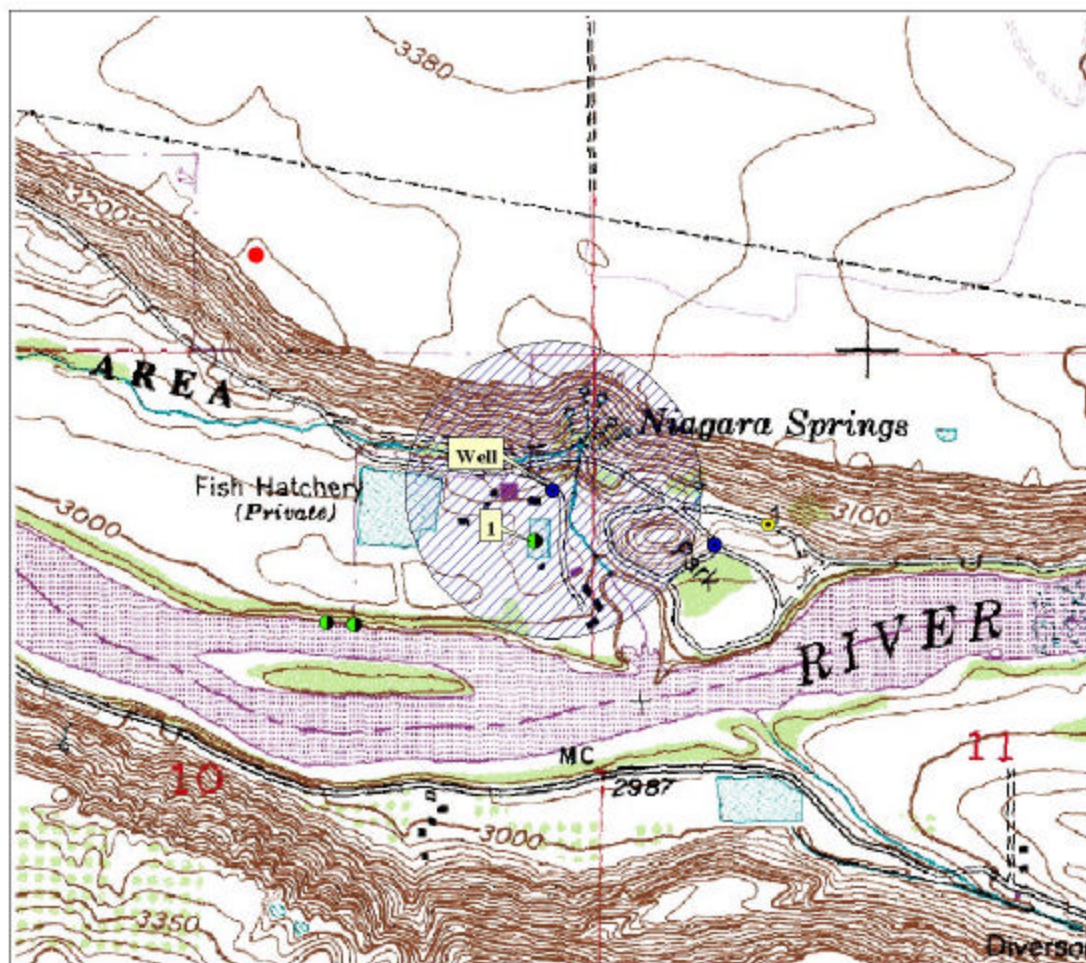 3380
3200
AREA
Niagara Springs
Well
Fish Hatchery
(Private)
1
3000
3100
Park
RIVER
MC
11
10
2987
3000
3350
Diverso